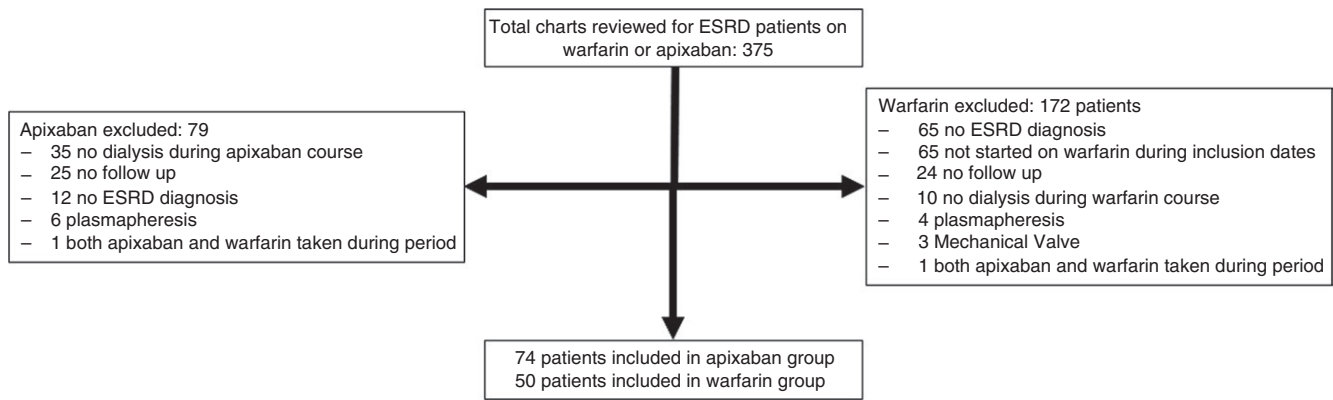 Total charts reviewed for ESRD patients on
warfarin or apixaban: 375
Apixaban excluded: 79
– 35 no dialysis during apixaban course
– 25 no follow up
– 12 no ESRD diagnosis
– 6 plasmapheresis
– 1 both apixaban and warfarin taken during period
Warfarin excluded: 172 patients
– 65 no ESRD diagnosis
– 65 not started on warfarin during inclusion dates
– 24 no follow up
– 10 no dialysis during warfarin course
– 4 plasmapheresis
– 3 Mechanical Valve
– 1 both apixaban and warfarin taken during period
74 patients included in apixaban group
50 patients included in warfarin group